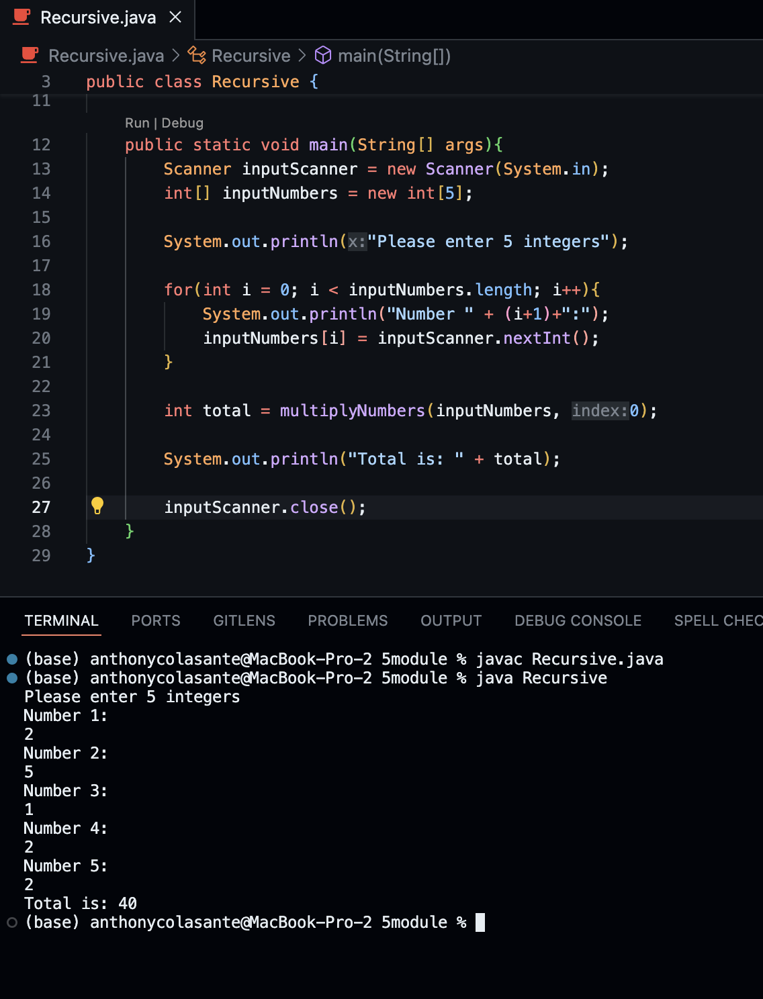 Recursive.java
Recursive.java > Recursive > main(String[])
3 public class Recursive {
11
Run | Debug
12 public static void main(String[] args){
13 Scanner inputScanner = new Scanner(System.in);
14 int[] inputNumbers = new int[5];
15
16 System.out.println(x:"Please enter 5 integers");
17
18 for(int i = 0; i < inputNumbers.length; i++){
19 System.out.println("Number " + (i+1)+":");
20 inputNumbers[i] = inputScanner.nextInt();
21 }
22
23 int total = multiplyNumbers(inputNumbers, index:0);
24
25 System.out.println("Total is: " + total);
26
27 inputScanner.close();
28 }
29 }
TERMINAL PORTS GITLENS PROBLEMS OUTPUT DEBUG CONSOLE SPELL CHEC
(base) anthonycolasante@MacBook-Pro-2 5module % javac Recursive.java
(base) anthonycolasante@MacBook-Pro-2 5module % java Recursive
Please enter 5 integers
Number 1:
2
Number 2:
5
Number 3:
1
Number 4:
2
Number 5:
2
Total is: 40
(base) anthonycolasante@MacBook-Pro-2 5module %